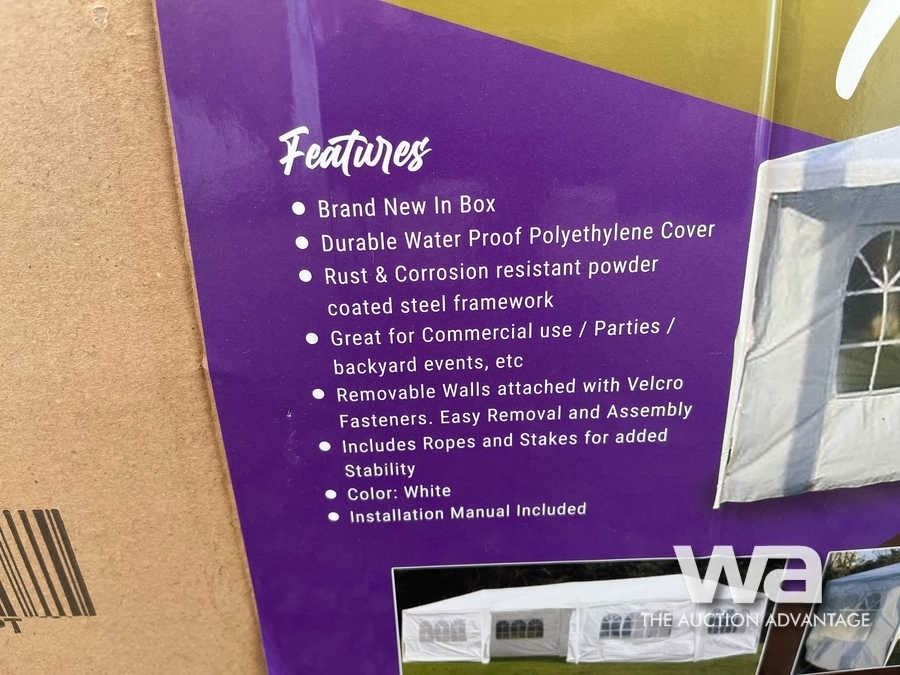 Features
• Brand New In Box
• Durable Water Proof Polyethylene Cover
• Rust & Corrosion resistant powder
coated steel framework
• Great for Commercial use / Parties /
backyard events, etc
• Removable Walls attached with Velcro
Fasteners. Easy Removal and Assembly
• Includes Ropes and Stakes for added
Stability
• Color: White
• Installation Manual Included
wa
THE AUCTION ADVANTAGE